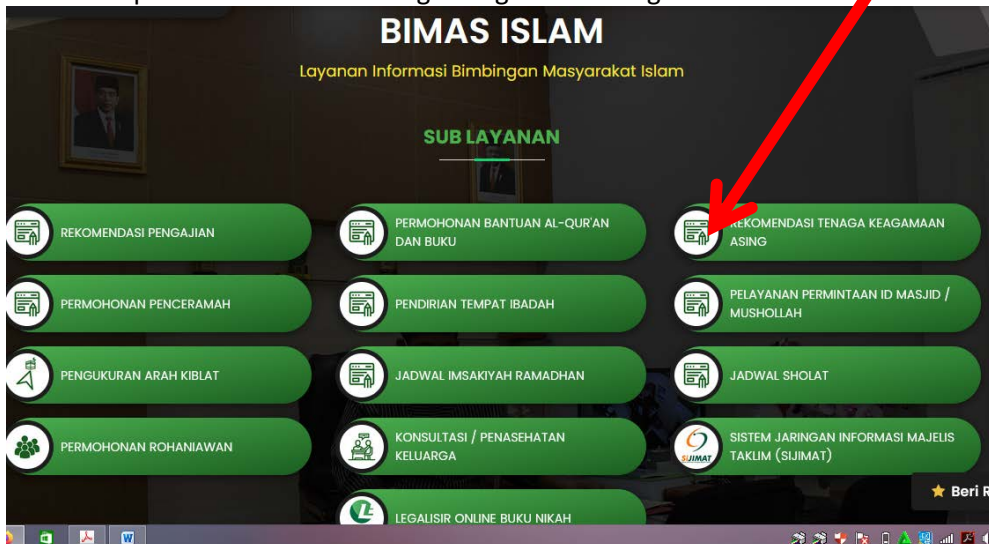 BIMAS ISLAM
Layanan Informasi Bimbingan Masyarakat Islam
SUB LAYANAN
REKOMENDASI PENGAJIAN
PERMOHONAN BANTUAN AL-QUR'AN
DAN BUKU
REKOMENDASI TENAGA KEAGAMAAN
ASING
PERMOHONAN PENCERAMAH
PENDIRIAN TEMPAT IBADAH
PELAYANAN PERMINTAAN ID MASJID /
MUSHOLLAH
PENGUKURAN ARAH KIBLAT
JADWAL IMSAKIYAH RAMADHAN
JADWAL SHOLAT
PERMOHONAN ROHANIAWAN
KONSULTASI / PENASEHATAN
KELUARGA
SIJIMAT
SISTEM JARINGAN INFORMASI MAJELIS
TAKLIM (SIJIMAT)
Beri R
LEGALISIR ONLINE BUKU NIKAH